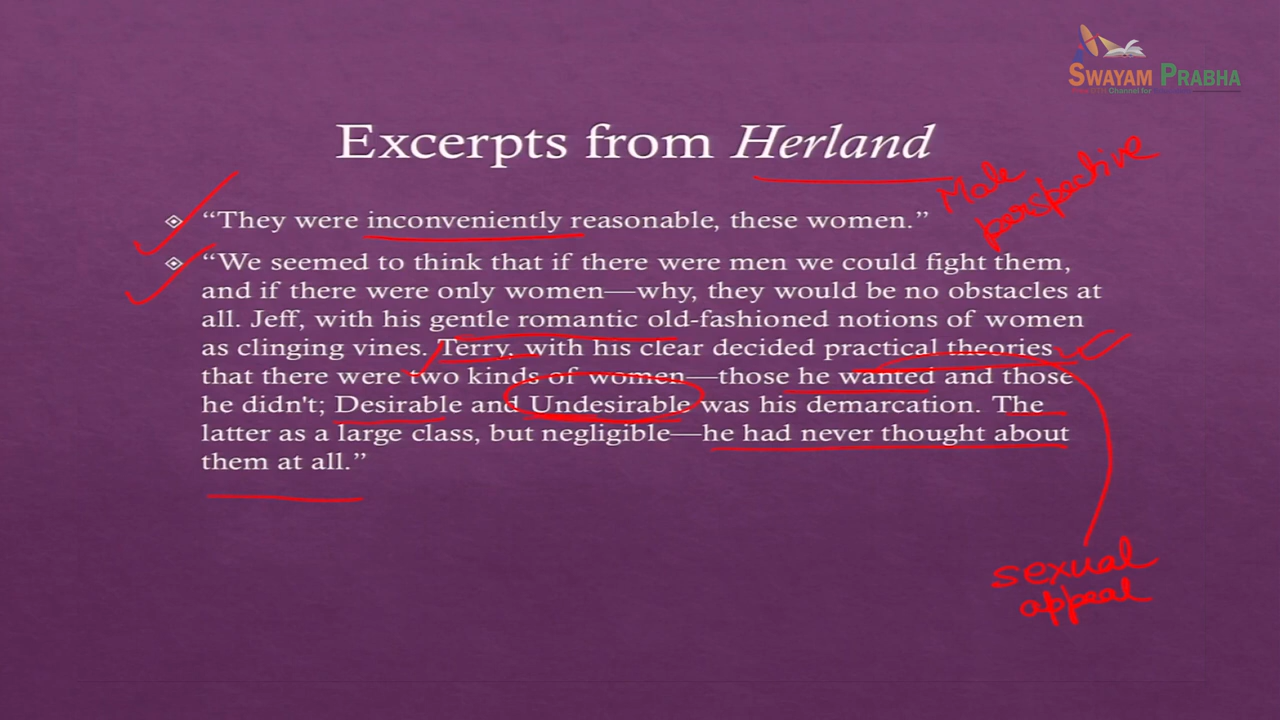 SWAYAM PRABHA
Excerpts from Herland
Male
perspective
“They were inconveniently reasonable, these women.”
“We seemed to think that if there were men we could fight them,
and if there were only women—why, they would be no obstacles at
all. Jeff, with his gentle romantic old-fashioned notions of women
as clinging vines. Terry, with his clear decided practical theories
that there were two kinds of women—those he wanted and those
he didn't; Desirable and Undesirable was his demarcation. The
latter as a large class, but negligible—he had never thought about
them at all.”
sexual
appeal